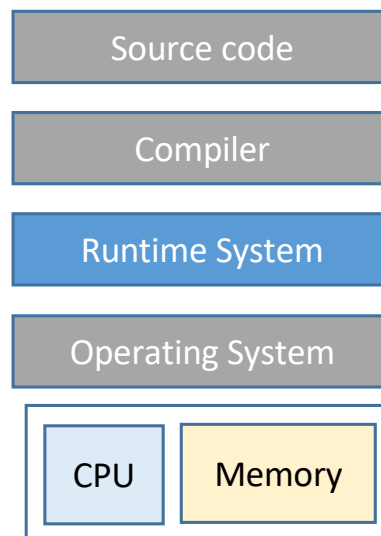 Source code
Compiler
Runtime System
Operating System
CPU Memory